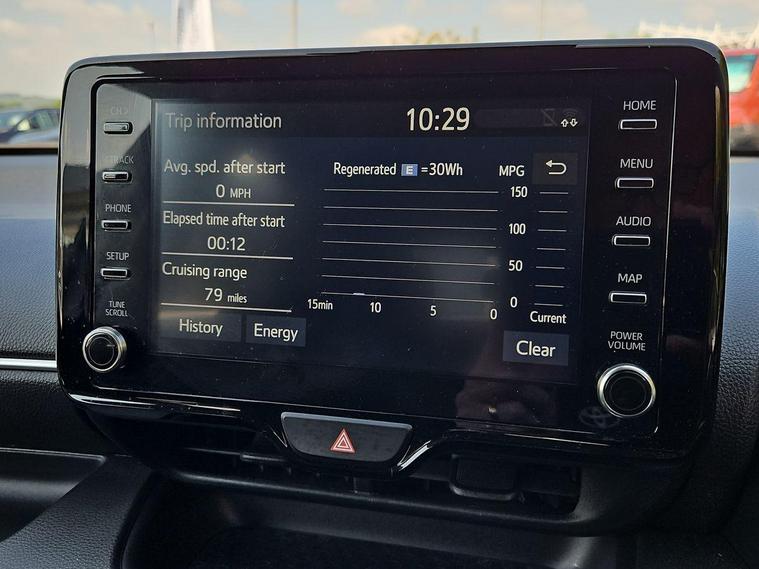 CH >
TRACK
PHONE
SETUP
TUNE
SCROLL
Trip information
10:29
Avg. spd. after start
0 MPH
Elapsed time after start
00:12
Cruising range
79 miles
History
Energy
Regenerated E =30Wh
MPG
150
100
50
0
15min 10 5 0
Current
Clear
HOME
MENU
AUDIO
MAP
POWER
VOLUME